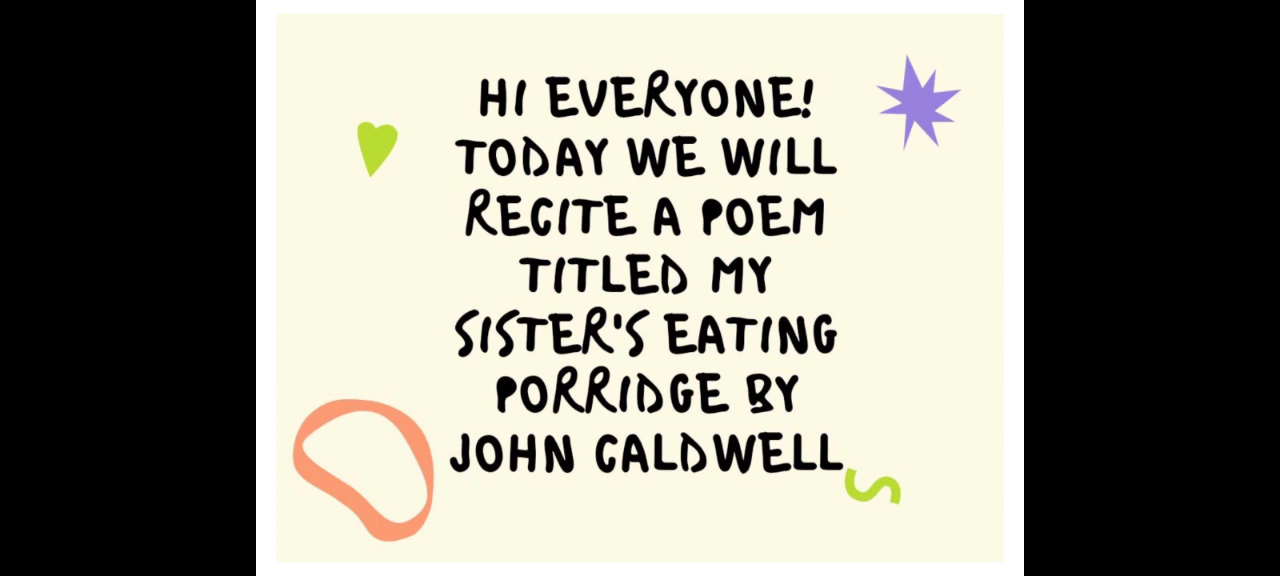 HI EVERYONE!
TODAY WE WILL
RECITE A POEM
TITLED MY
SISTER'S EATING
PORRIDGE BY
JOHN CALDWELL